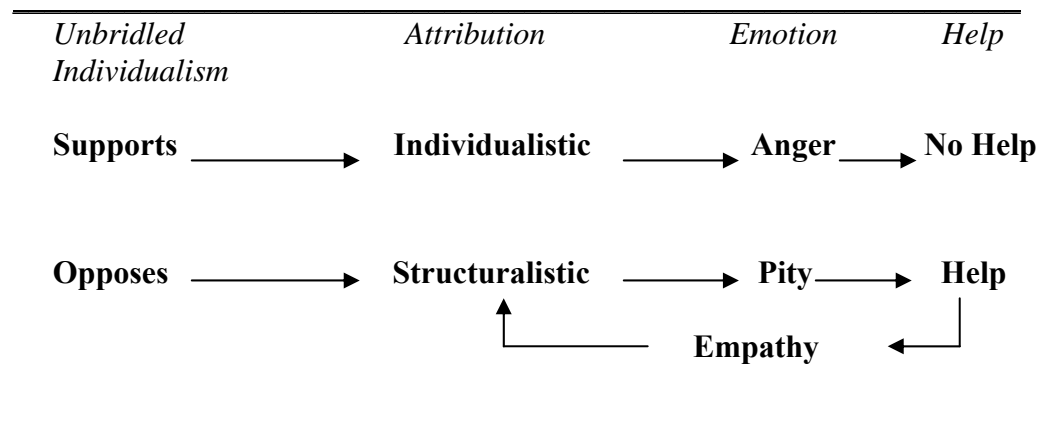 Unbridled Individualism Attribution Emotion Help
Supports Individualistic Anger No Help
Opposes Structuralistic Pity Help
Empathy